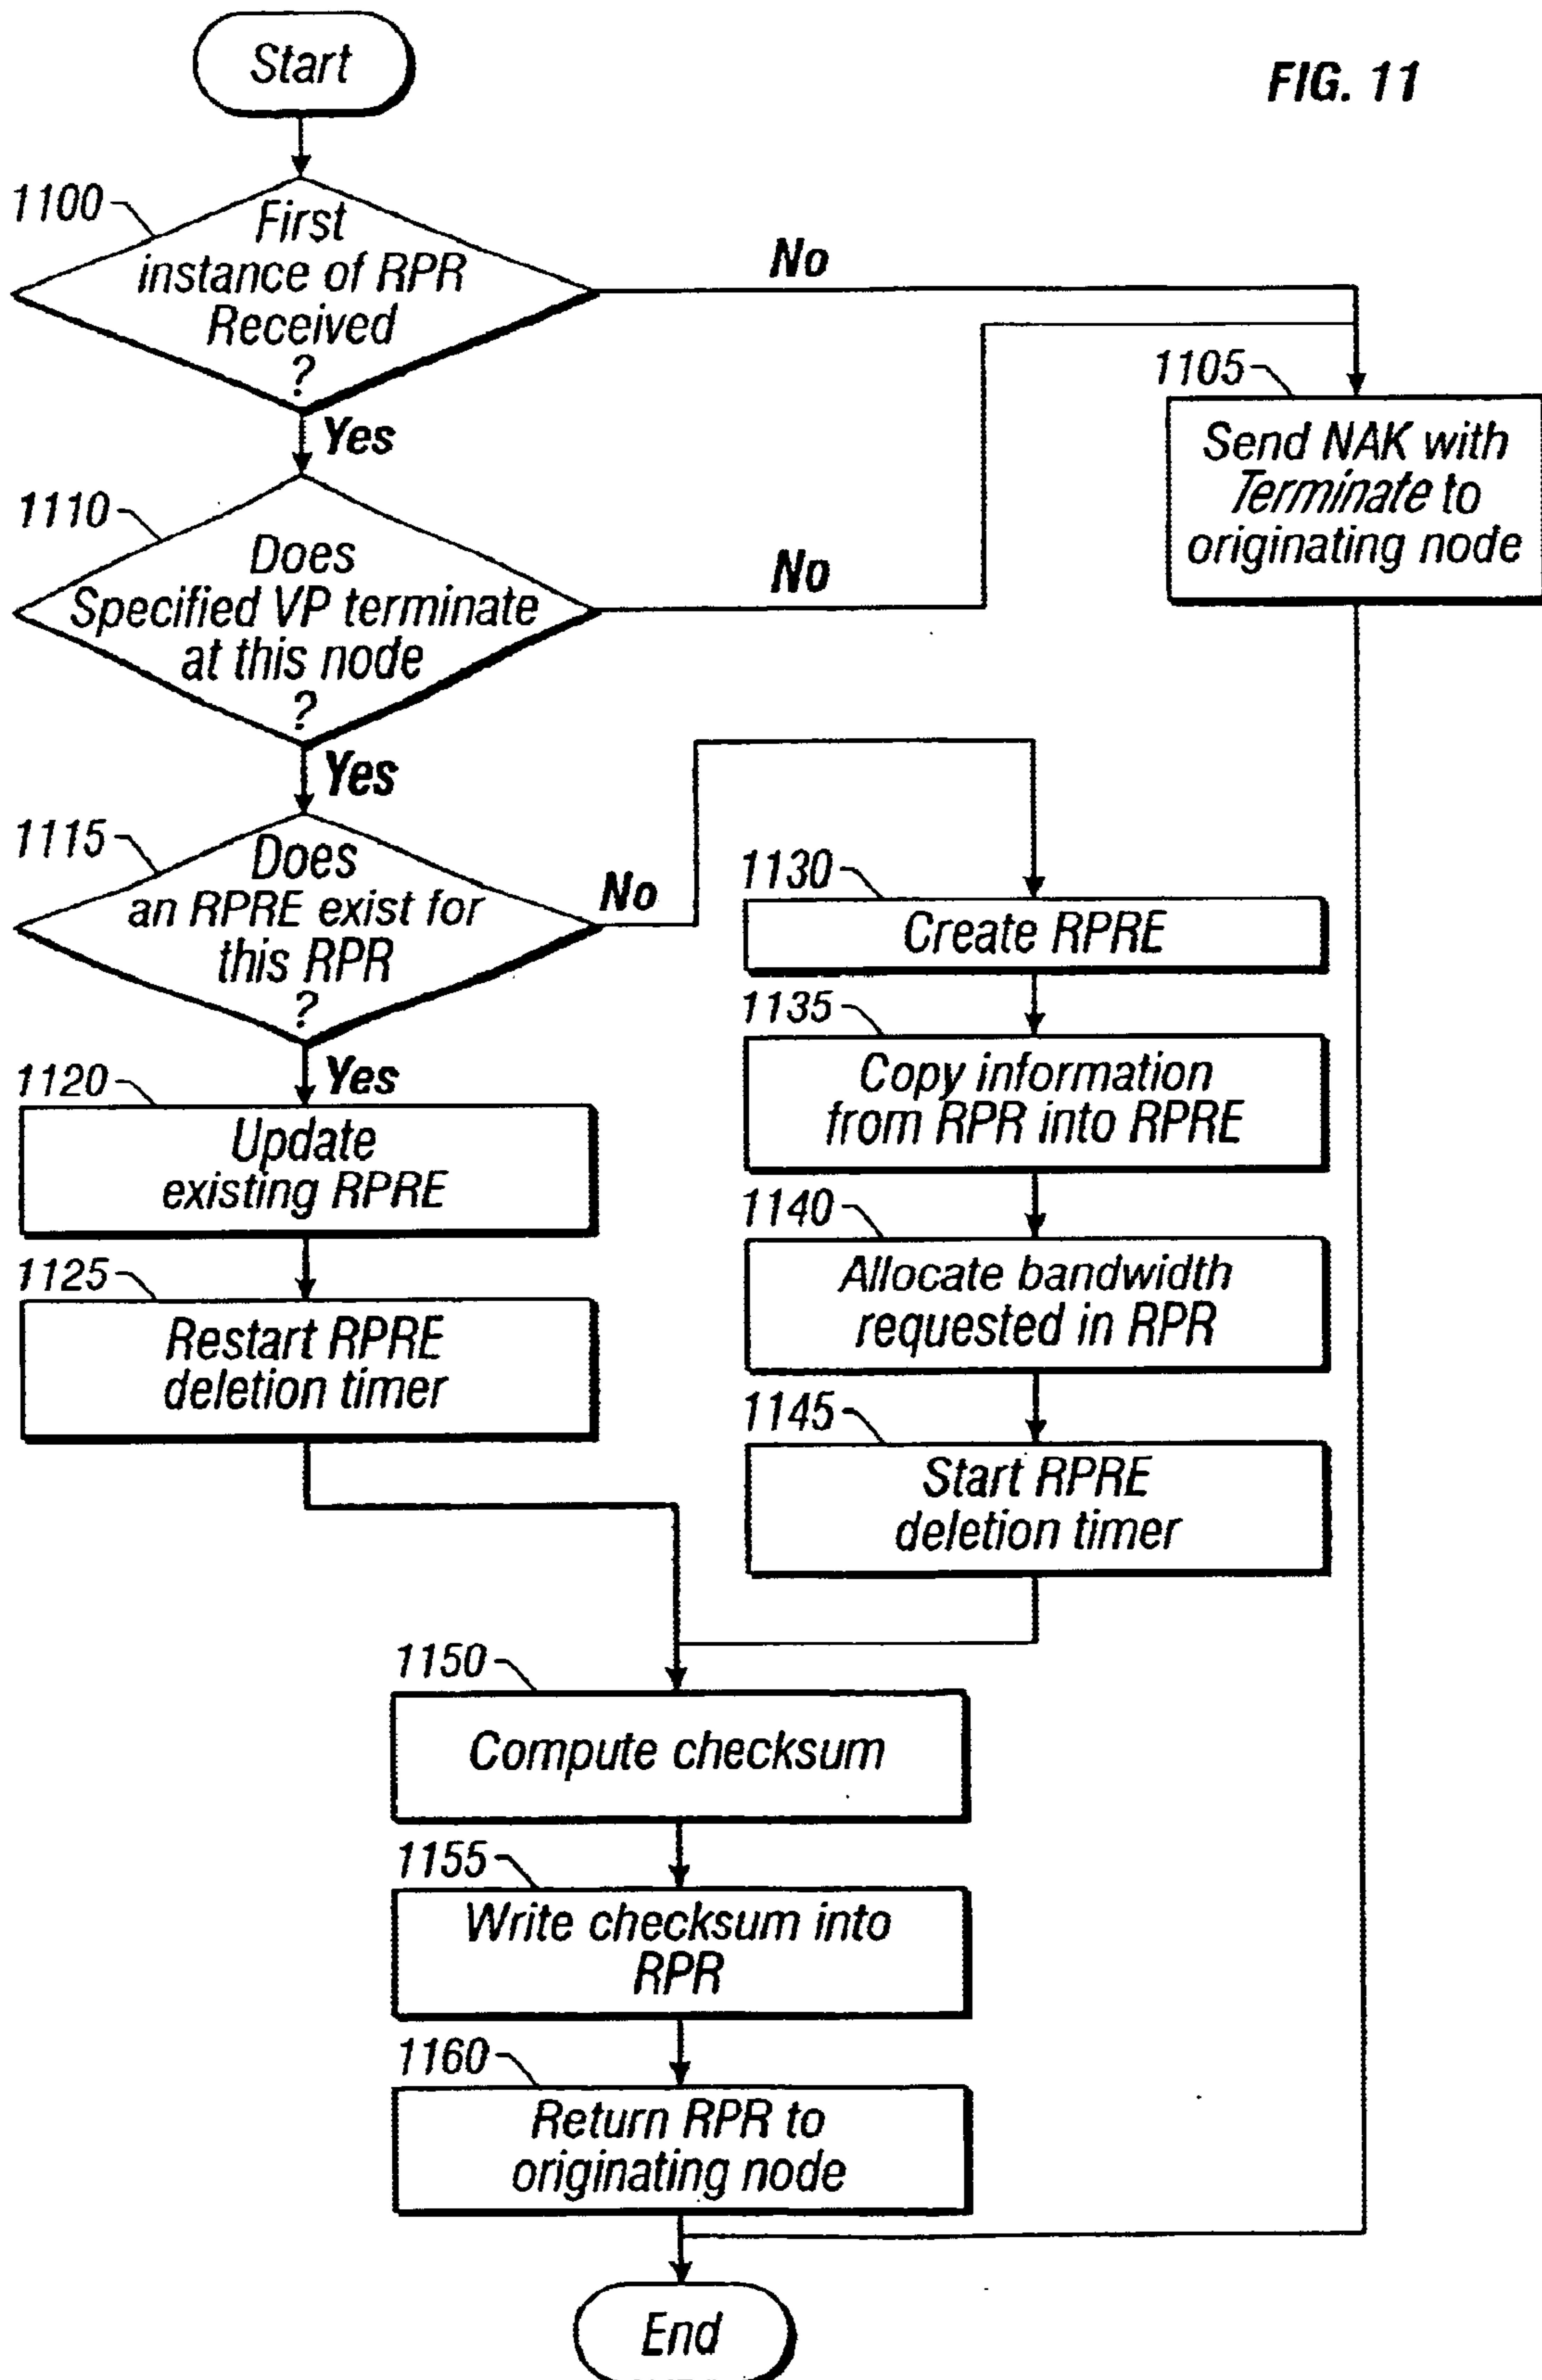 Start
FIG. 11
1100
First
instance of RPR
Received
?
No
Yes
1105
Send NAK with
Terminate to
originating node
1110
Does
Specified VP terminate
at this node
?
No
Yes
1115
Does
an RPRE exist for
this RPR
?
No
Yes
1120
Update
existing RPRE
1125
Restart RPRE
deletion timer
1130
Create RPRE
1135
Copy information
from RPR into RPRE
1140
Allocate bandwidth
requested in RPR
1145
Start RPRE
deletion timer
1150
Compute checksum
1155
Write checksum into
RPR
1160
Return RPR to
originating node
End